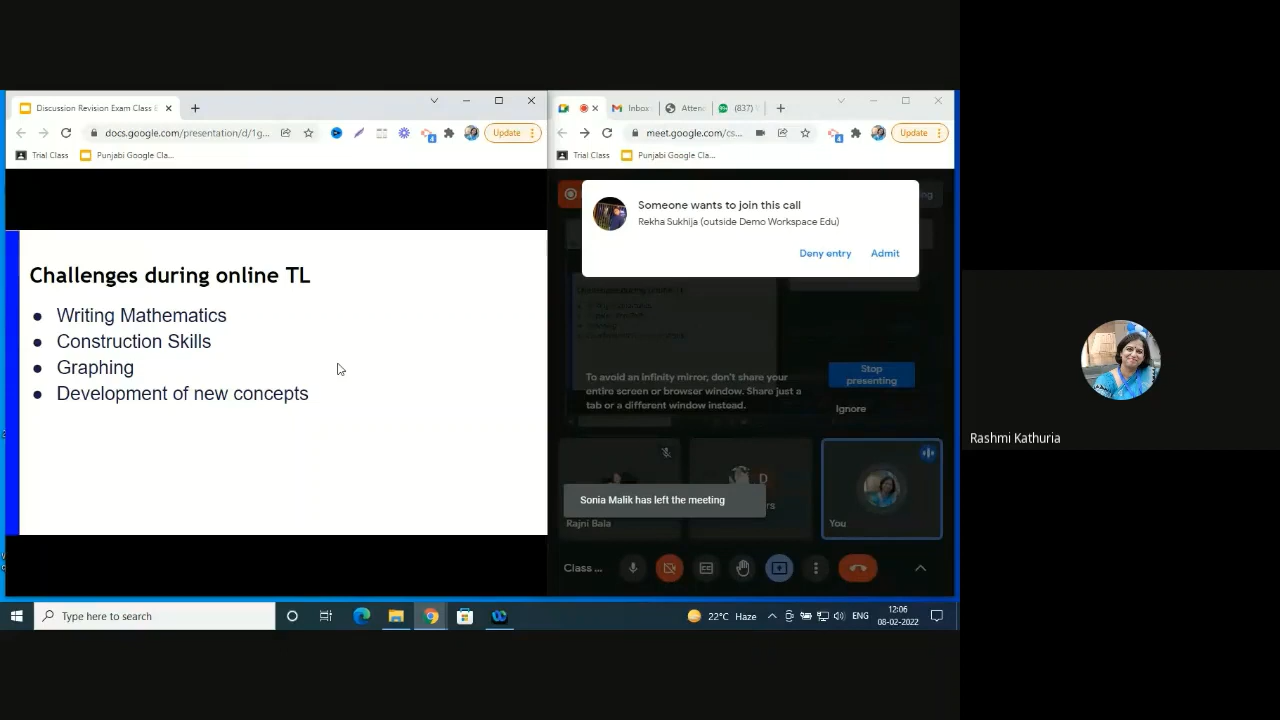 Discussion Revision Exam Class
docs.google.com/presentation/d/1g...
Update
Trial Class
Punjabi Google Cla...
Challenges during online TL
Writing Mathematics
Construction Skills
Graphing
Development of new concepts
Inbox
Attend
(837)
meet.google.com/cs...
Update
Trial Class
Punjabi Google Cla...
Someone wants to join this call
Rekha Sukhija (outside Demo Workspace Edu)
Deny entry
Admit
To avoid an infinity mirror, don't share your
entire screen or browser window. Share just a
tab or a different window instead.
Stop
presenting
Ignore
Sonia Malik has left the meeting
Rajni Bala
You
Class ...
Rashmi Kathuria
Type here to search
22°C Haze
ENG
12:06
08-02-2022